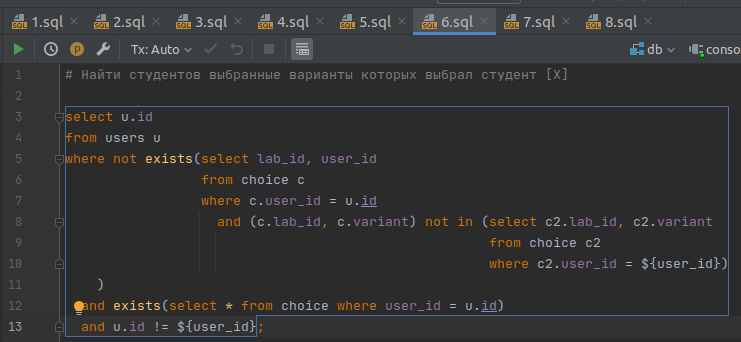 1.sql 2.sql 3.sql 4.sql 5.sql 6.sql 7.sql 8.sql
Tx: Auto db conso
1 # Найти студентов выбранные варианты которых выбрал студент [X]
2
3 select u.id
4 from users u
5 where not exists(select lab_id, user_id
6 from choice c
7 where c.user_id = u.id
8 and (c.lab_id, c.variant) not in (select c2.lab_id, c2.variant
9 from choice c2
10 where c2.user_id = ${user_id})
11 )
12 and exists(select * from choice where user_id = u.id)
13 and u.id != ${user_id};